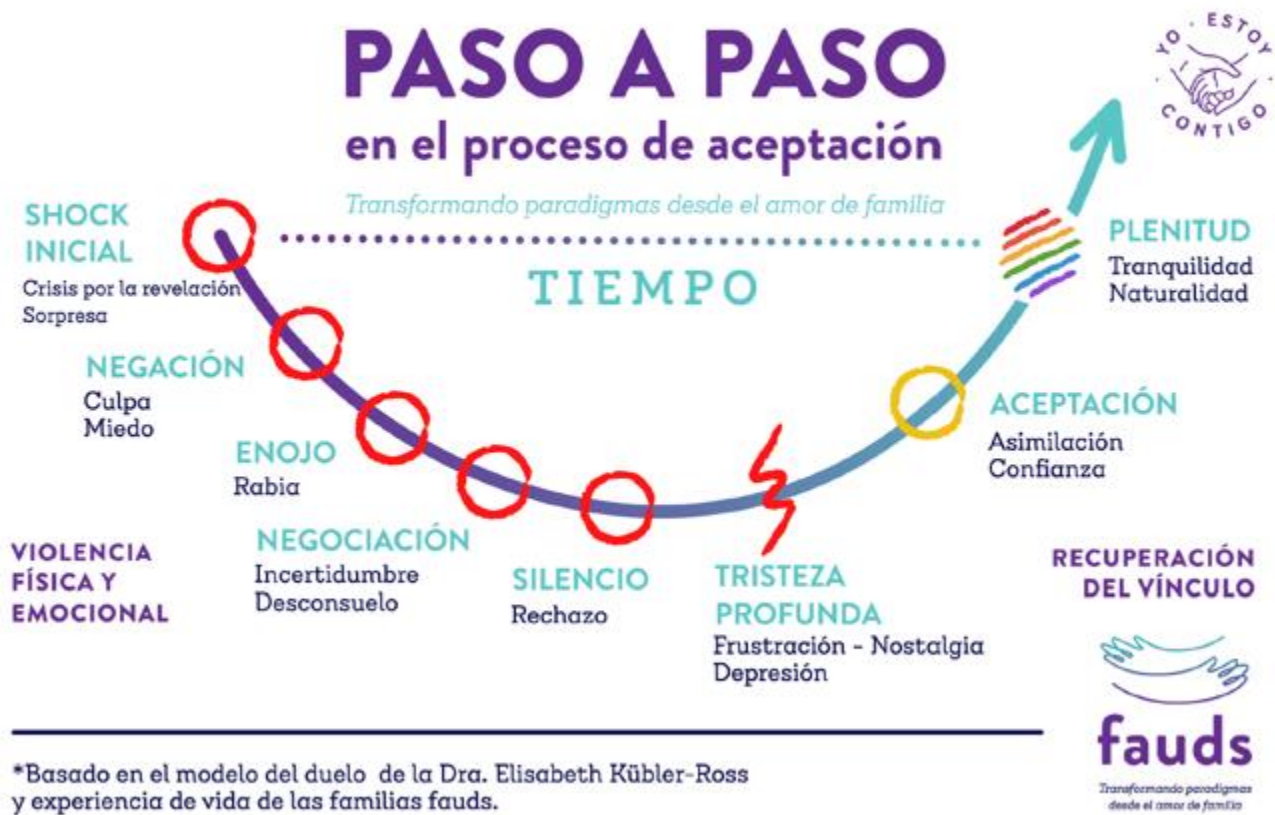 PASO A PASO
en el proceso de aceptación
Transformando paradigmas desde el amor de familia
· YO · ESTOY ·
CONTIGO
TIEMPO
SHOCK
INICIAL
Crisis por la revelación
Sorpresa
NEGACIÓN
Culpa
Miedo
ENOJO
Rabia
NEGOCIACIÓN
Incertidumbre
Desconsuelo
SILENCIO
Rechazo
TRISTEZA
PROFUNDA
Frustración - Nostalgia
Depresión
ACEPTACIÓN
Asimilación
Confianza
PLENITUD
Tranquilidad
Naturalidad
VIOLENCIA
FÍSICA Y
EMOCIONAL
RECUPERACIÓN
DEL VÍNCULO
fauds
Transformando paradigmas
desde el amor de familia
*Basado en el modelo del duelo de la Dra. Elisabeth Kübler-Ross
y experiencia de vida de las familias fauds.